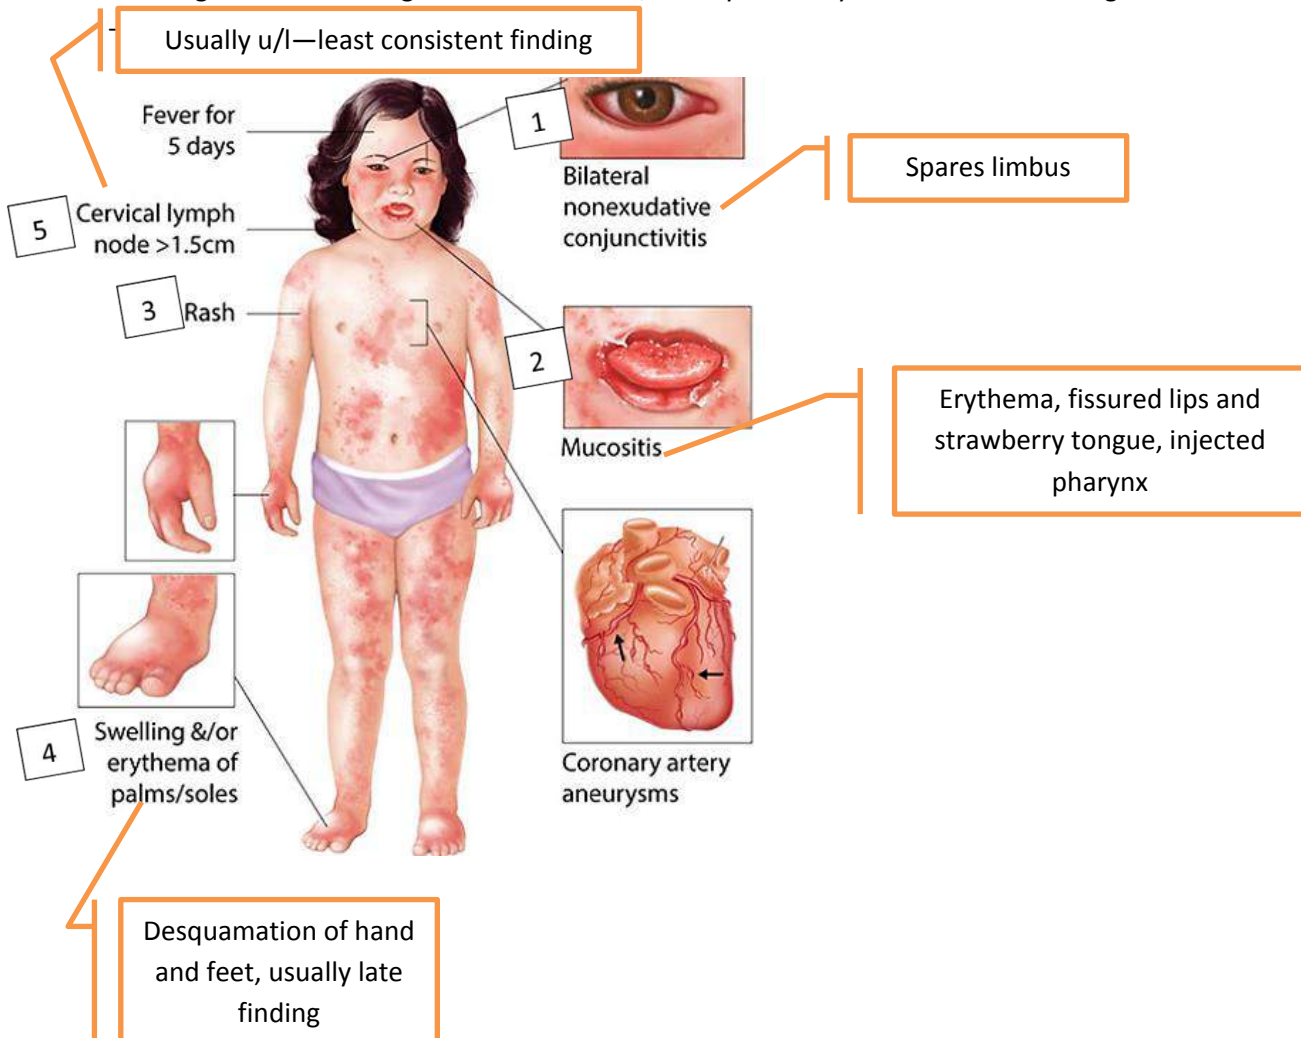 Usually u/l—least consistent finding
Fever for
5 days
1
Bilateral
nonexudative
conjunctivitis
Spares limbus
5
Cervical lymph
node >1.5cm
3
Rash
2
Mucositis
Erythema, fissured lips and
strawberry tongue, injected
pharynx
4
Swelling &/or
erythema of
palms/soles
Coronary artery
aneurysms
Desquamation of hand
and feet, usually late
finding